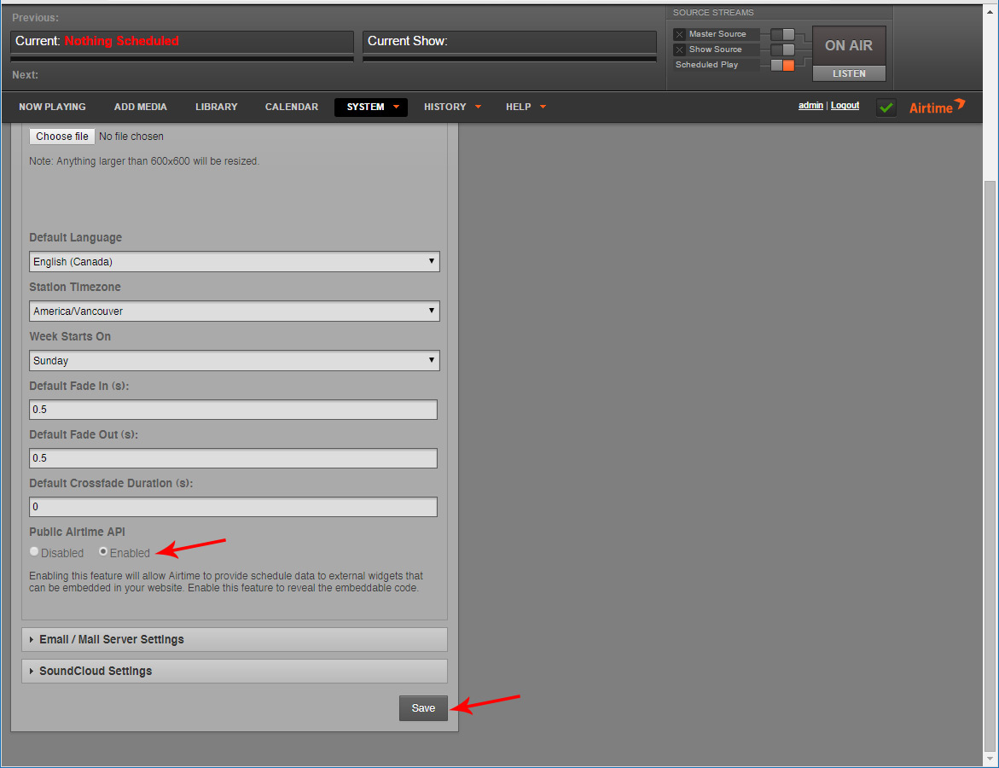 Previous:
Current: Nothing Scheduled
Current Show:
Next:
SOURCE STREAMS
Master Source
Show Source
Scheduled Play
ON AIR
LISTEN
NOW PLAYING ADD MEDIA LIBRARY CALENDAR SYSTEM HISTORY HELP
admin | Logout
Airtime
Choose file No file chosen
Note: Anything larger than 600x600 will be resized.
Default Language
English (Canada)
Station Timezone
America/Vancouver
Week Starts On
Sunday
Default Fade In (s):
0.5
Default Fade Out (s):
0.5
Default Crossfade Duration (s):
0
Public Airtime API
Disabled Enabled
Enabling this feature will allow Airtime to provide schedule data to external widgets that
can be embedded in your website. Enable this feature to reveal the embeddable code.
Email / Mail Server Settings
SoundCloud Settings
Save